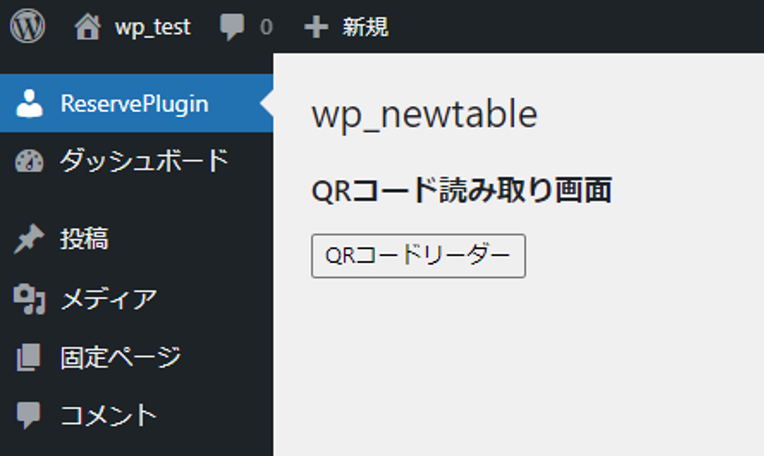 wp_test 0 新規
ReservePlugin
ダッシュボード
投稿
メディア
固定ページ
コメント
wp_newtable
QRコード読み取り画面
QRコードリーダー